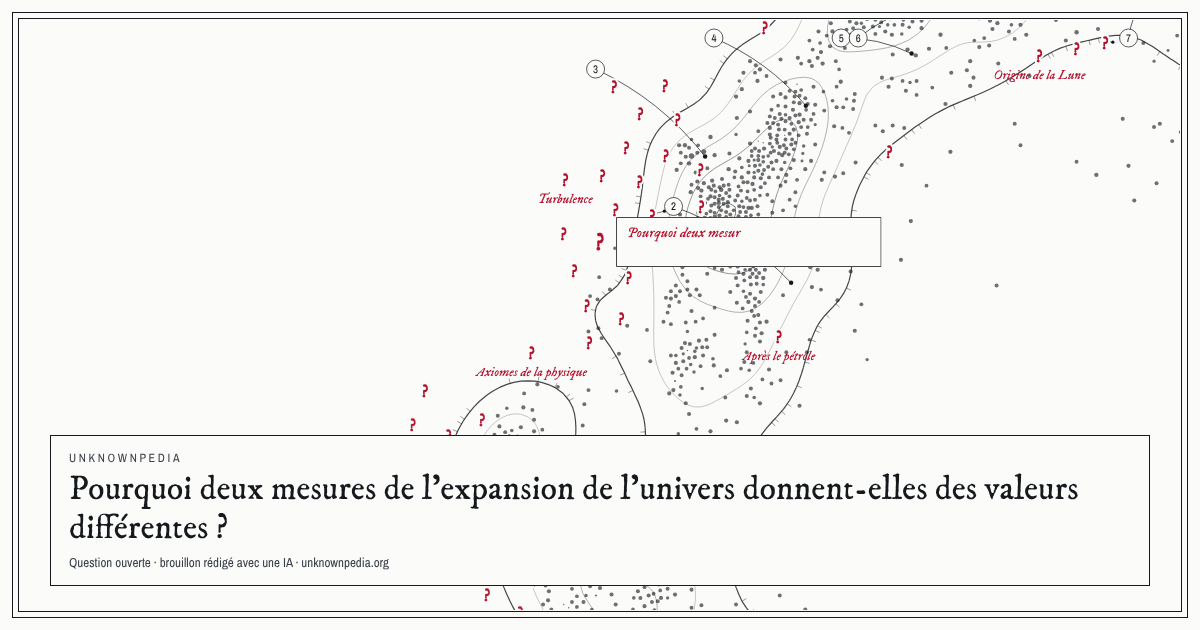 4
5
6
7
3
Origine de la Lune
Turbulence
2
Pourquoi deux mesur
Après le pétrole
Axiomes de la physique
UNKNOWNPEDIA
Pourquoi deux mesures de l'expansion de l'univers donnent-elles des valeurs
différentes ?
Question ouverte · brouillon rédigé avec une IA · unknownpedia.org